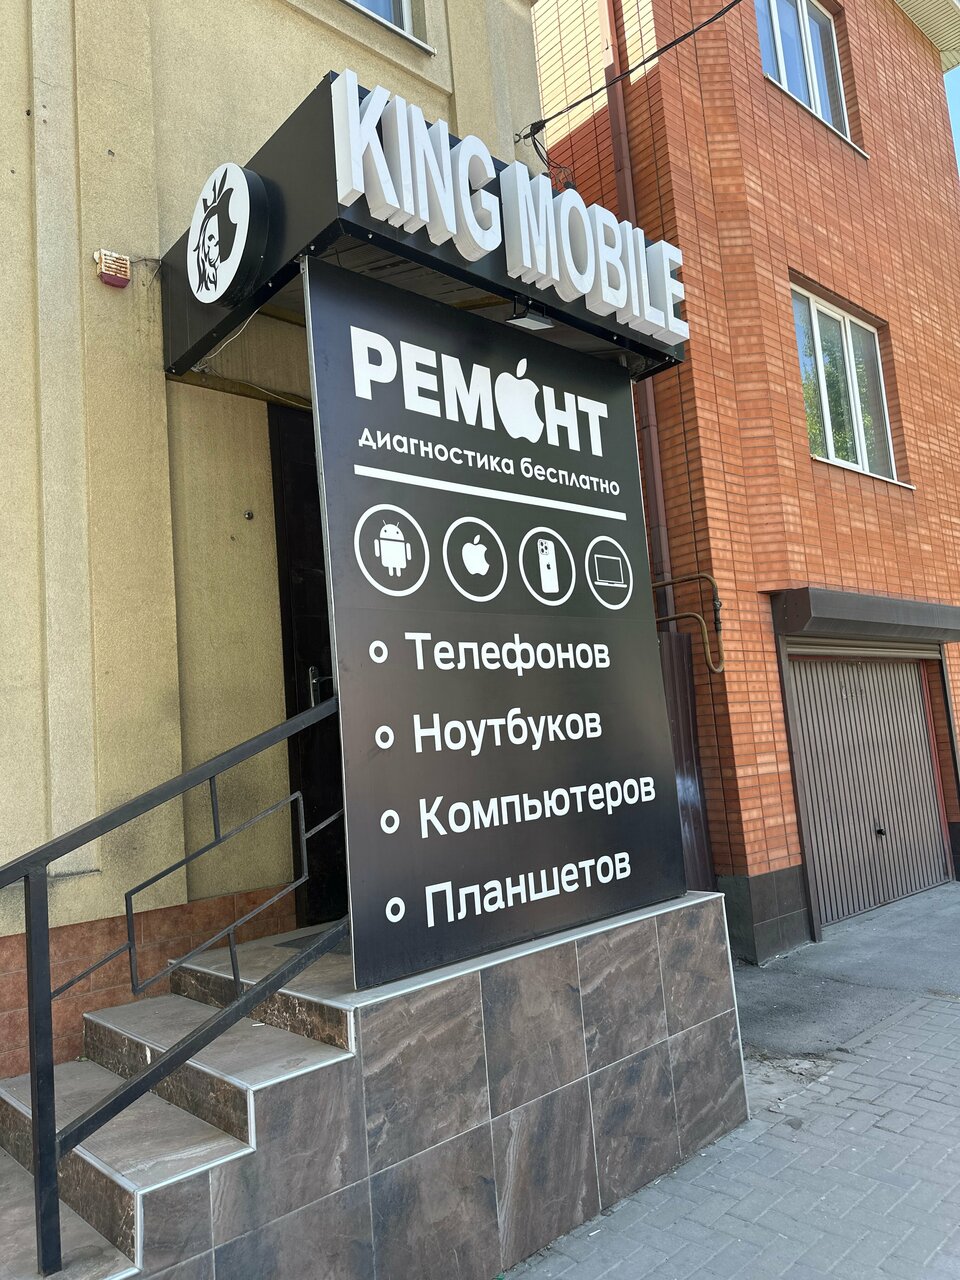 KING MOBILE
РЕМОНТ
диагностика бесплатно
Телефонов
Ноутбуков
Компьютеров
Планшетов